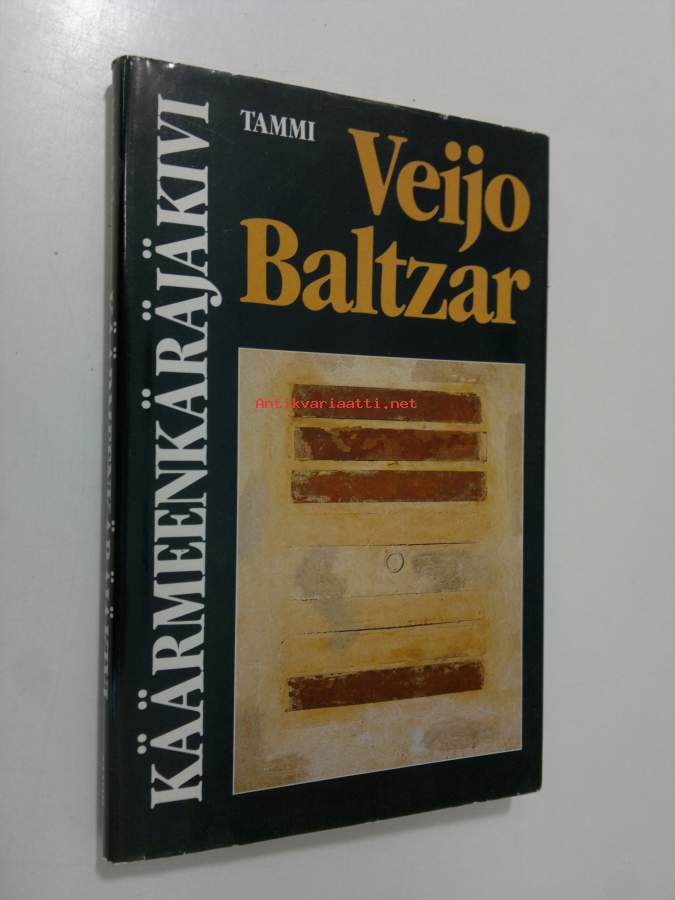 TAMMI
Veijo
Baltzar
KÄÄRMEENKÄRÄJÄKIVI
Antikvariaatti.net